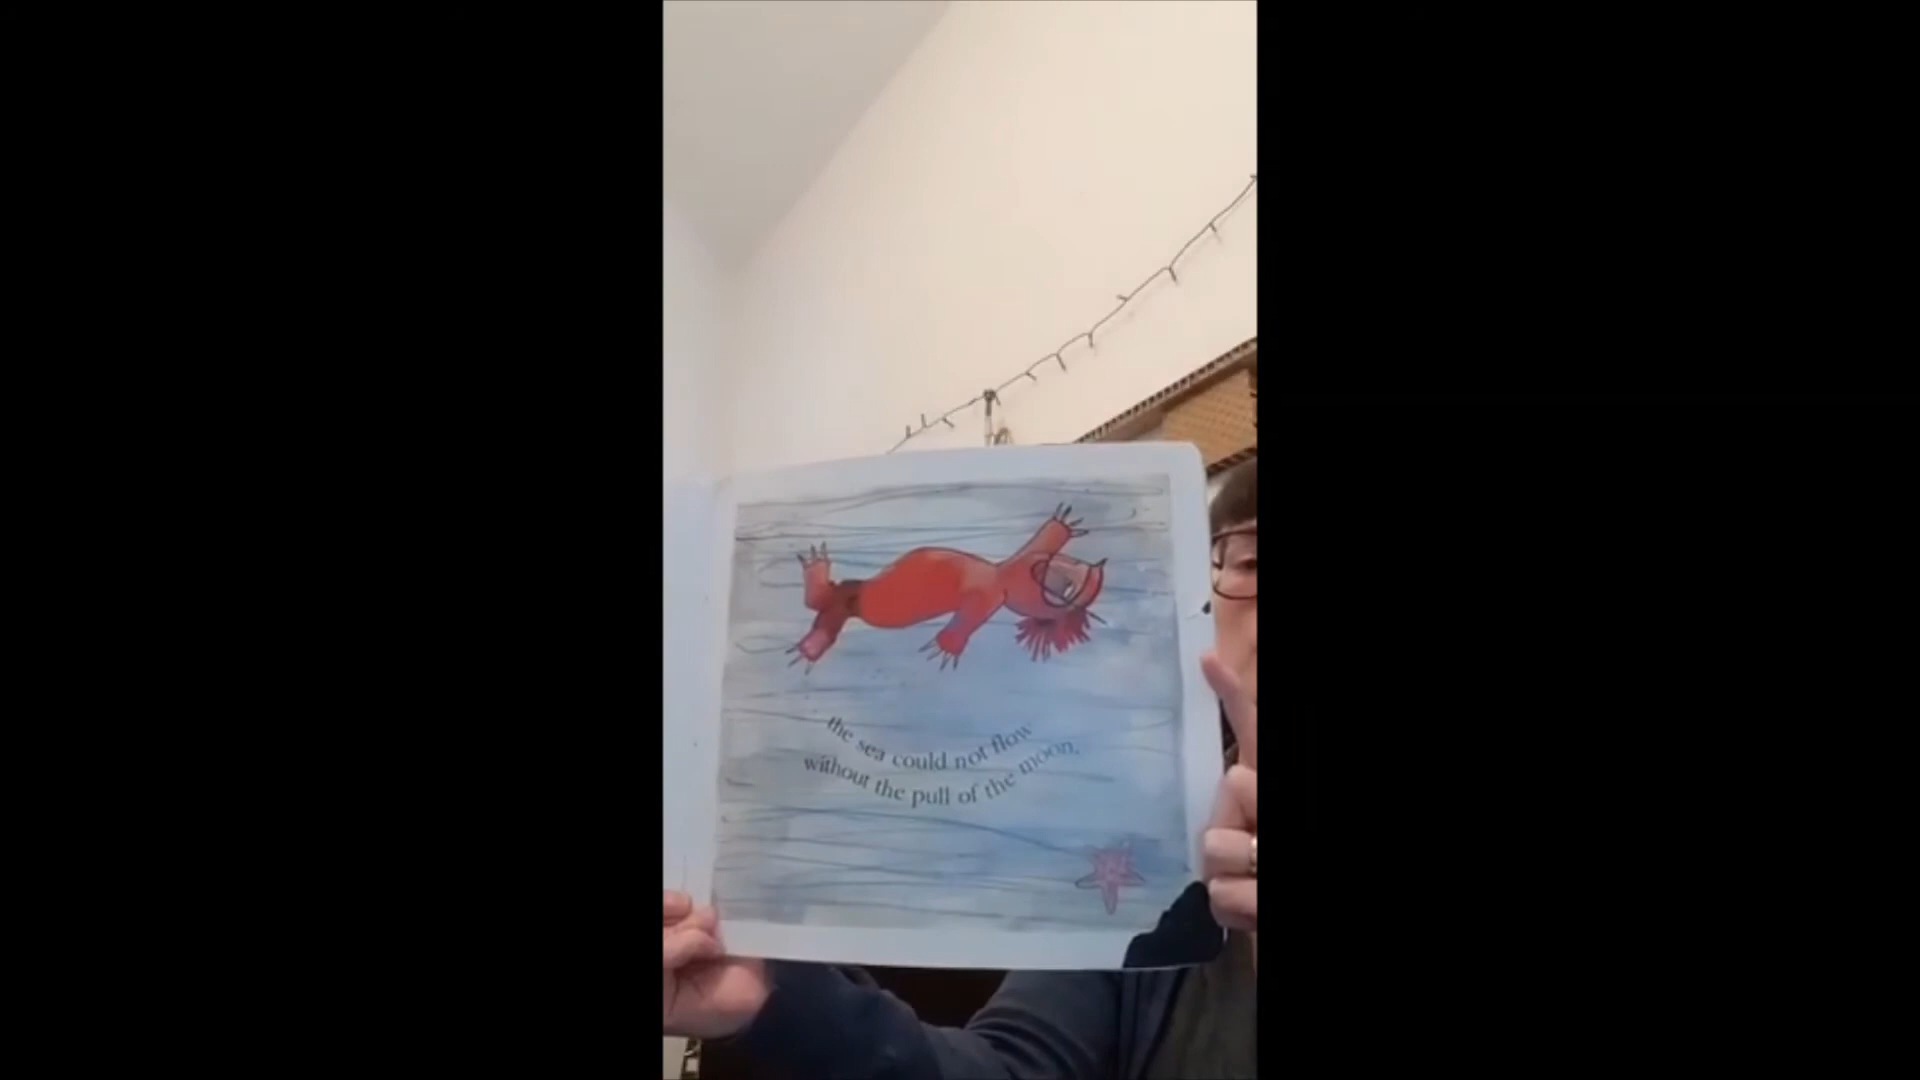 the sea could not flow
without the pull of the moon,